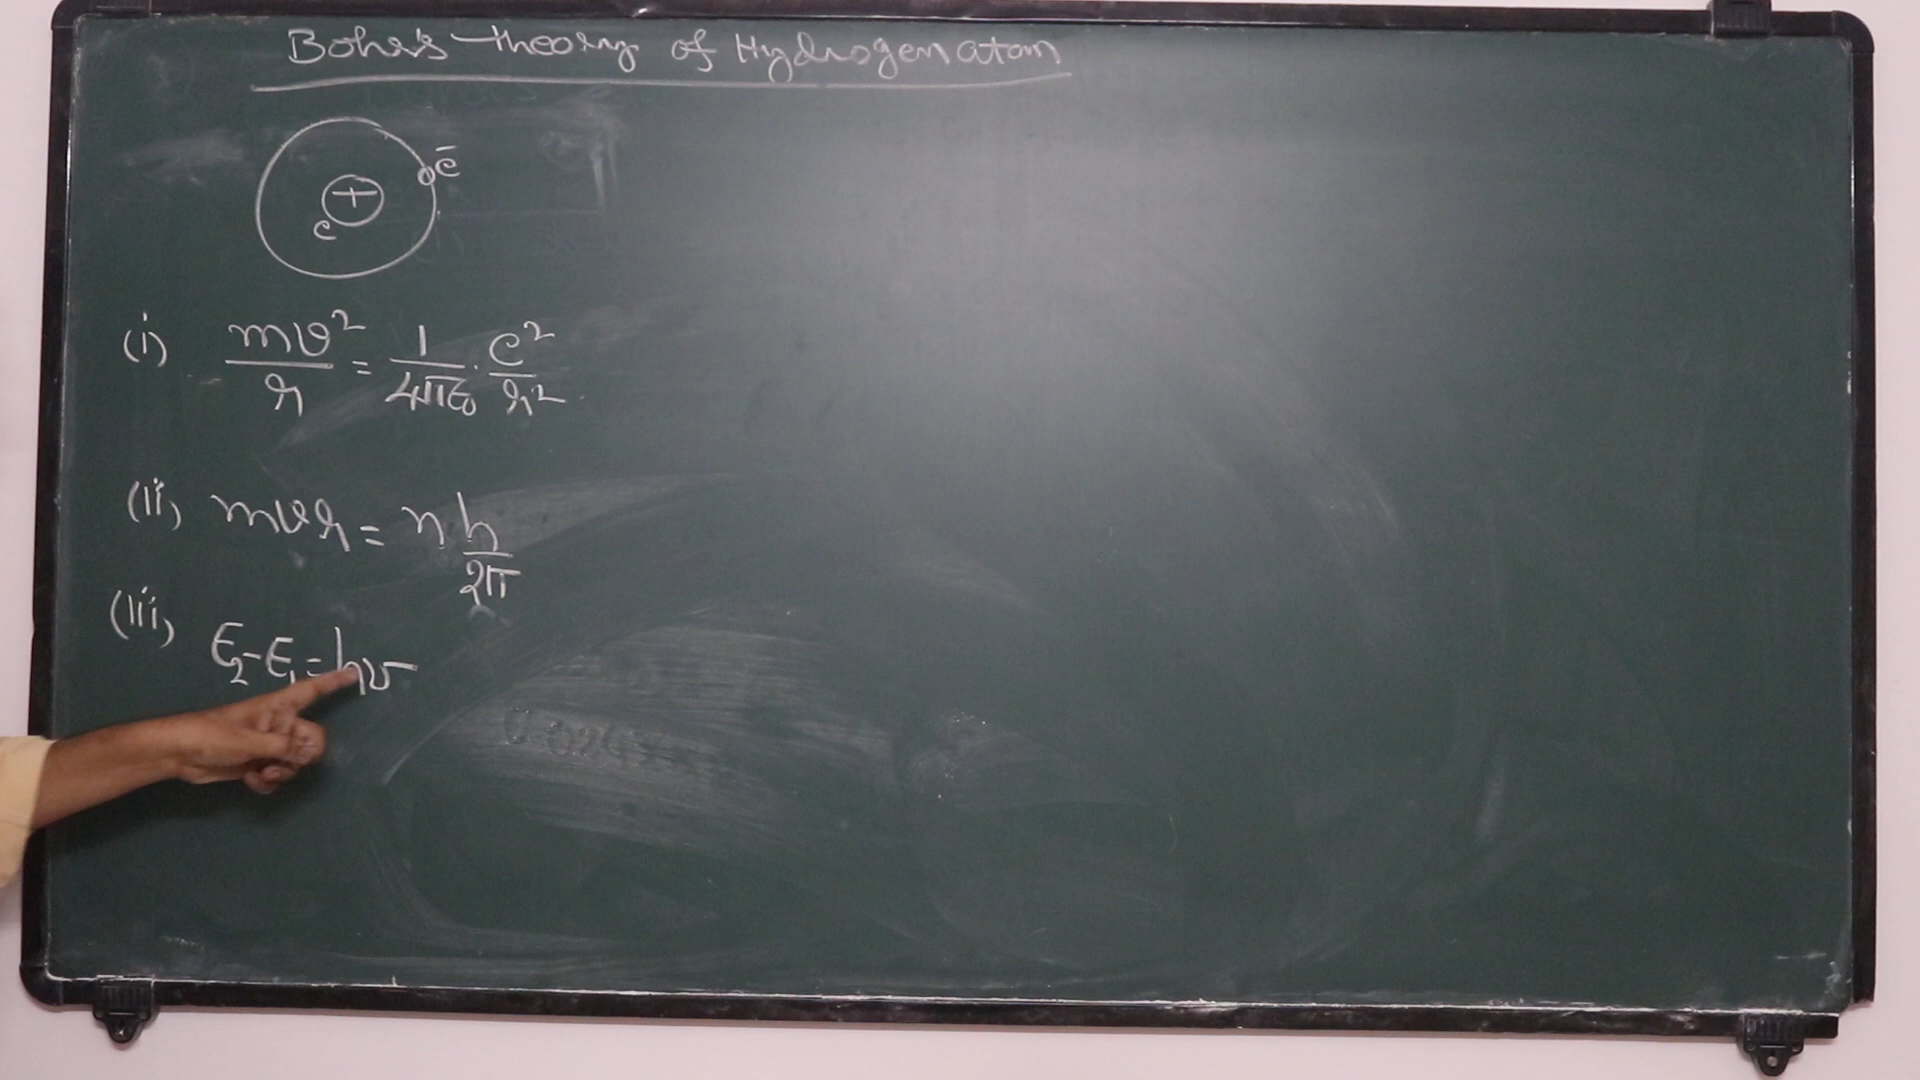 Bohr's theory of Hydrogen atom
e⁻
+
e
(i) mv²/r = 1/4πε₀ · e²/r²
(ii) mvr = n h/2π
(iii) E₂-E₁ = hν